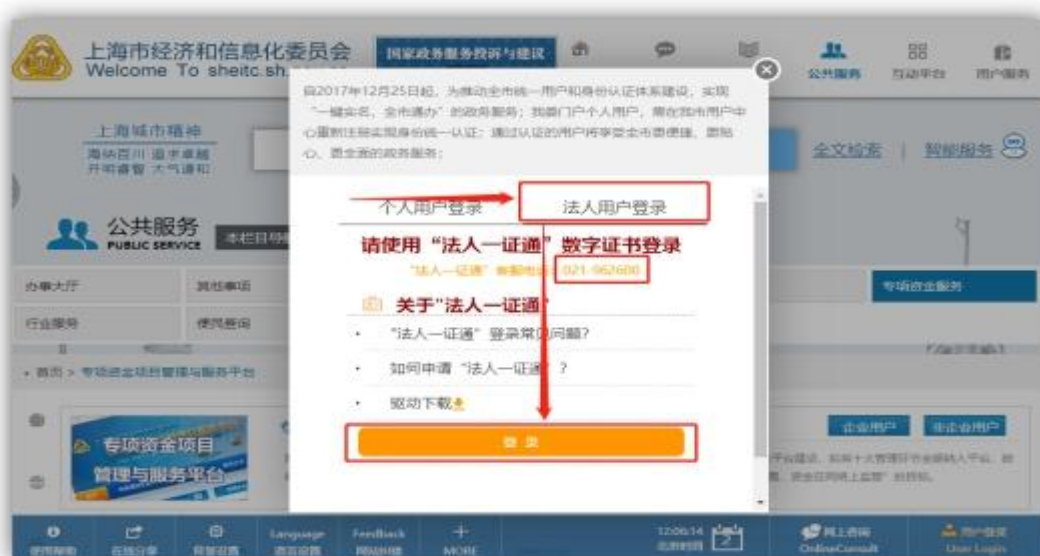 上海市经济和信息化委员会
Welcome To sheitc.sh.
国家政务服务投诉与建议
公共服务
互动平台
用户服务
自2017年12月25日起，为推动全市统一用户和身份认证体系建设，实现
“一键实名，全市通办”的政务服务；我委门户个人用户，需在我市用户中
心重新注册实现身份统一认证；通过认证的用户将享受全市更便捷、更贴
心、更全面的政务服务；
上海城市精神
海纳百川 追求卓越
开明睿智 大气谦和
全文检索 | 智能服务
公共服务
PUBLIC SERVICE
个人用户登录
法人用户登录
请使用“法人一证通”数字证书登录
“法人一证通”客服电话：021-962600
关于"法人一证通"
· “法人一证通”登录常见问题？
· 如何申请“法人一证通”？
· 驱动下载
登 录
办事大厅
其他事项
专项资金服务
行业服务
便民查询
首页 > 专项资金项目管理与服务平台
专项资金项目
管理与服务平台
企业用户
非企业用户
使用帮助
在线分享
背景设置
Language
语言设置
Feedback
网站纠错
MORE
12:06:14
北京时间
2
网上咨询
OnlineConsult
用户登录
UserLogin